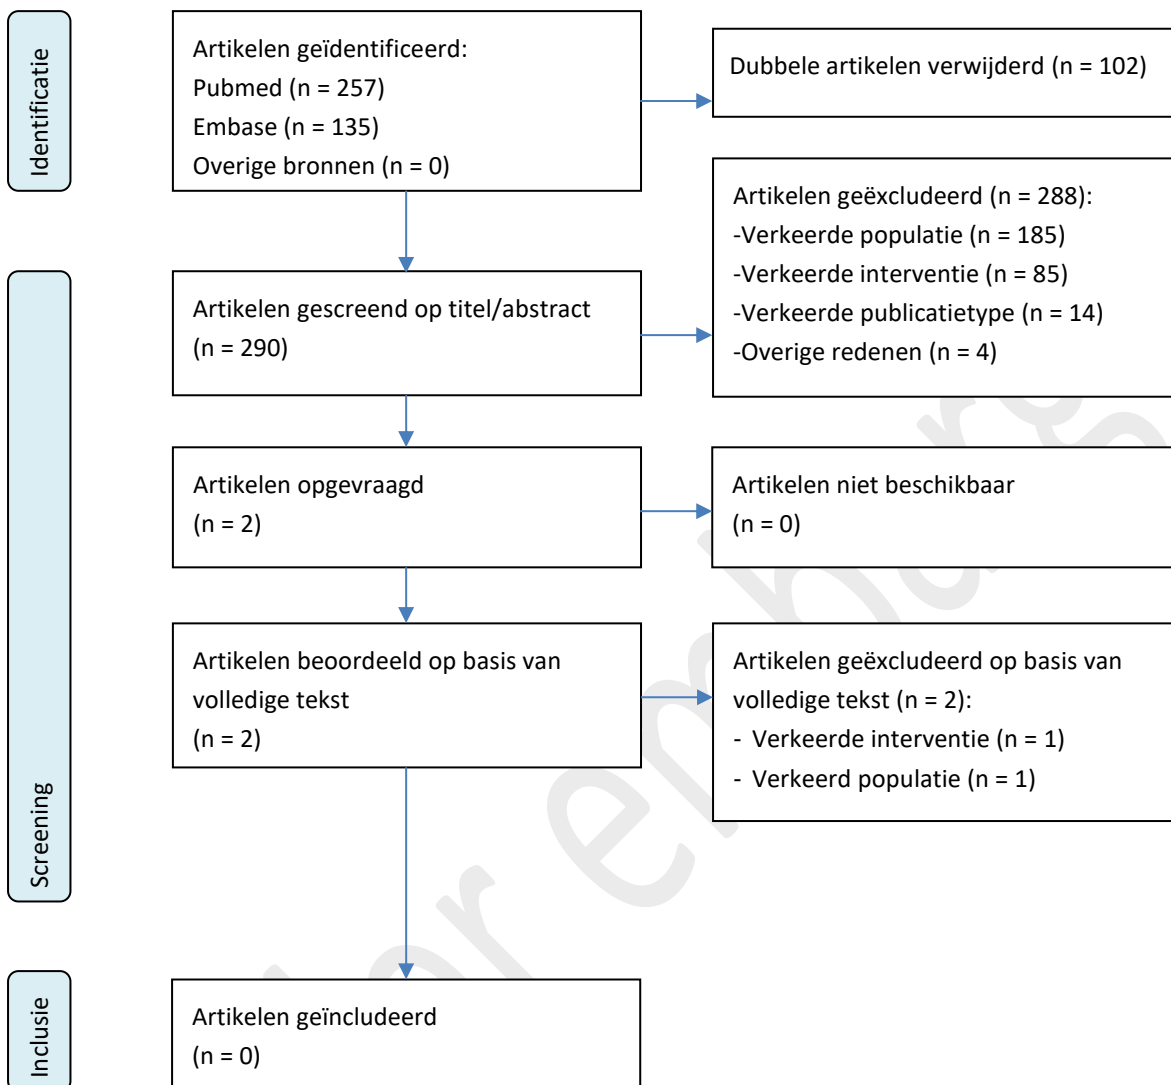 Identificatie
Artikelen geïdentificeerd:
Pubmed (n = 257)
Embase (n = 135)
Overige bronnen (n = 0)
Dubbele artikelen verwijderd (n = 102)
Screening
Artikelen gescreend op titel/abstract
(n = 290)
Artikelen geëxcludeerd (n = 288):
-Verkeerde populatie (n = 185)
-Verkeerde interventie (n = 85)
-Verkeerde publicatietype (n = 14)
-Overige redenen (n = 4)
Artikelen opgevraagd
(n = 2)
Artikelen niet beschikbaar
(n = 0)
Artikelen beoordeeld op basis van
volledige tekst
(n = 2)
Artikelen geëxcludeerd op basis van
volledige tekst (n = 2):
- Verkeerde interventie (n = 1)
- Verkeerd populatie (n = 1)
Inclusie
Artikelen geïncludeerd
(n = 0)